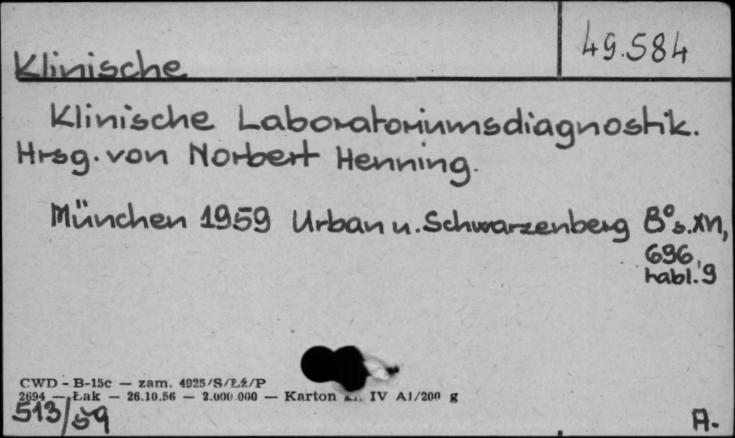 49.584
Klinische
Klinische Laboratoriumsdiagnostik.
Hrsg. von Norbert Henning.
München 1959 Urban u. Schwarzenberg 8° s.
696,
tabl. 9
CWD - B-15c — zam. 4925/S/Łź/P
2694 — Łak — 26.10.56 — 2.000.000 — Karton kl. IV A1/200 g
513/59
A.